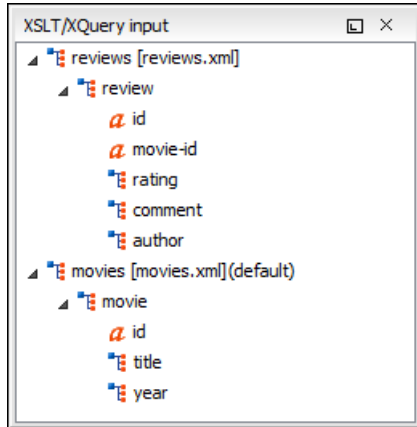 XSLT/XQuery input
reviews [reviews.xml]
review
a id
a movie-id
rating
comment
author
movies [movies.xml](default)
movie
a id
title
year